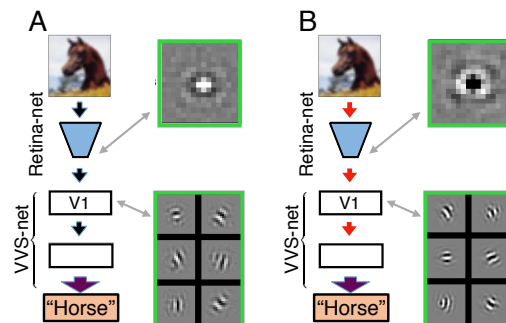 A
Retina-net
VVS-net
V1
"Horse"
B
Retina-net
VVS-net
V1
"Horse"